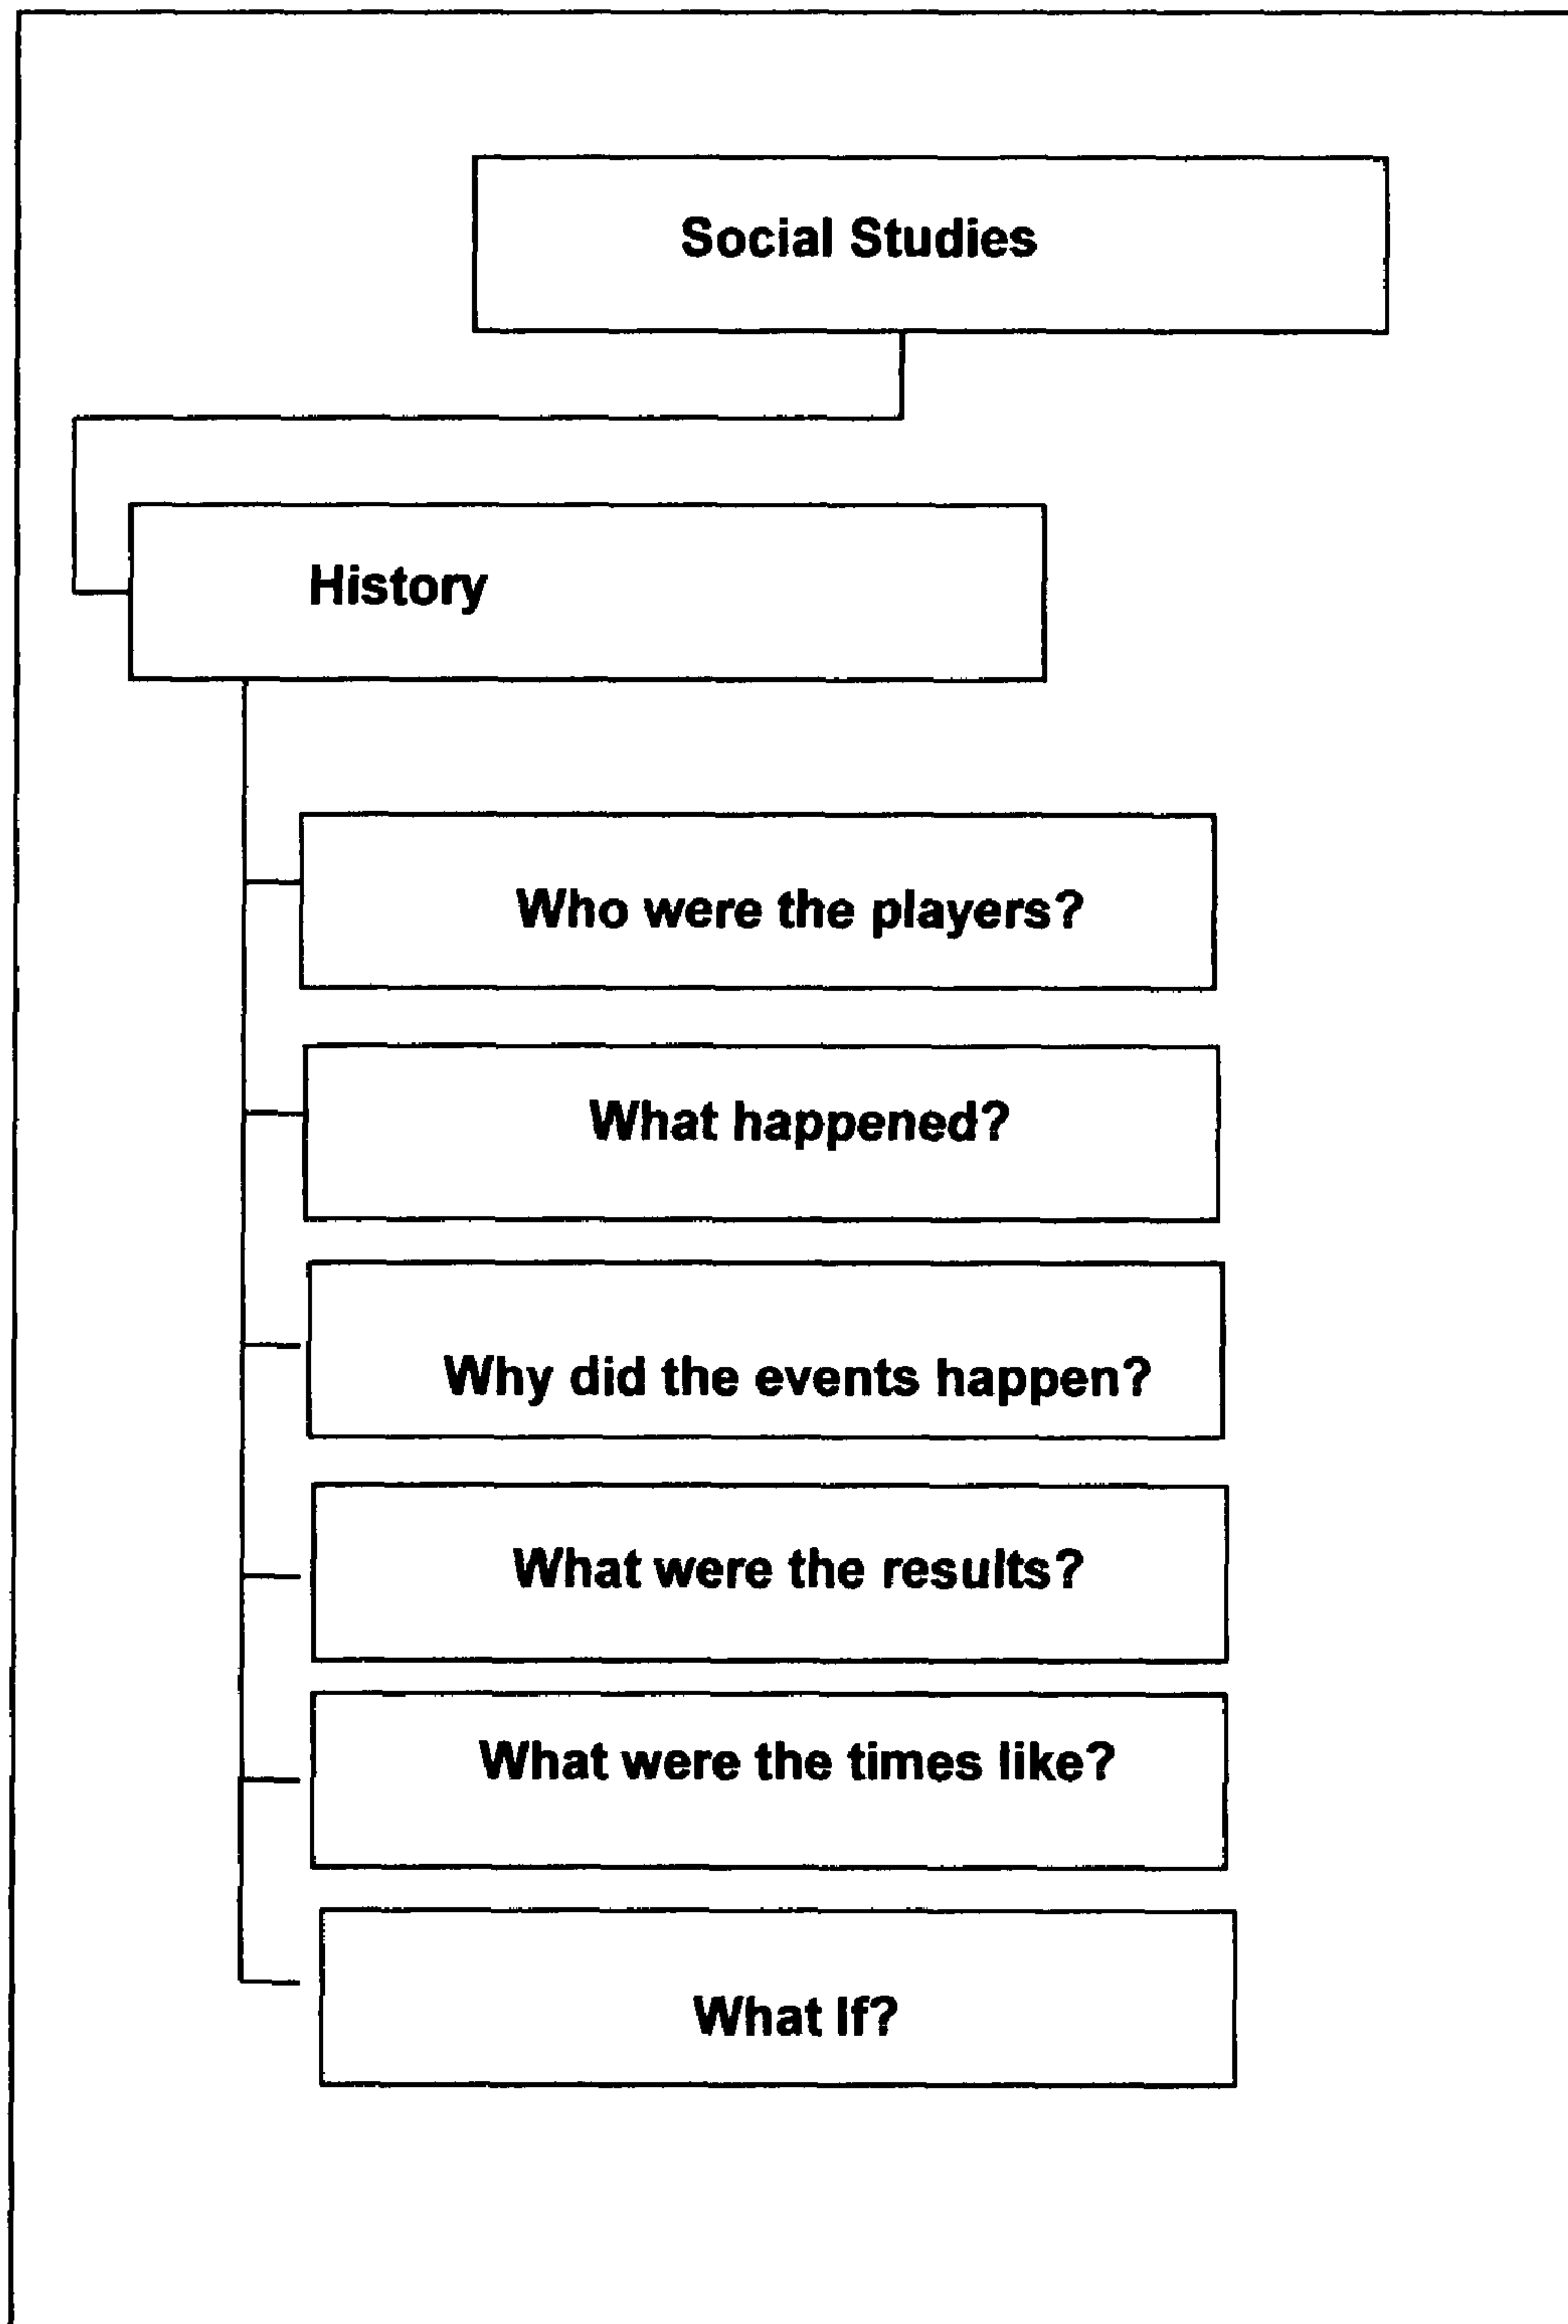 Social Studies
History
Who were the players?
What happened?
Why did the events happen?
What were the results?
What were the times like?
What If?